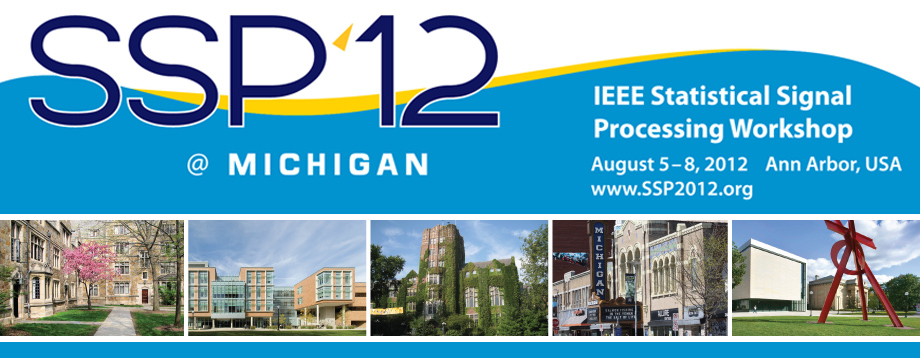 SSP'12
@ MICHIGAN
IEEE Statistical Signal
Processing Workshop
August 5–8, 2012 Ann Arbor, USA
www.SSP2012.org
MICHIGAN